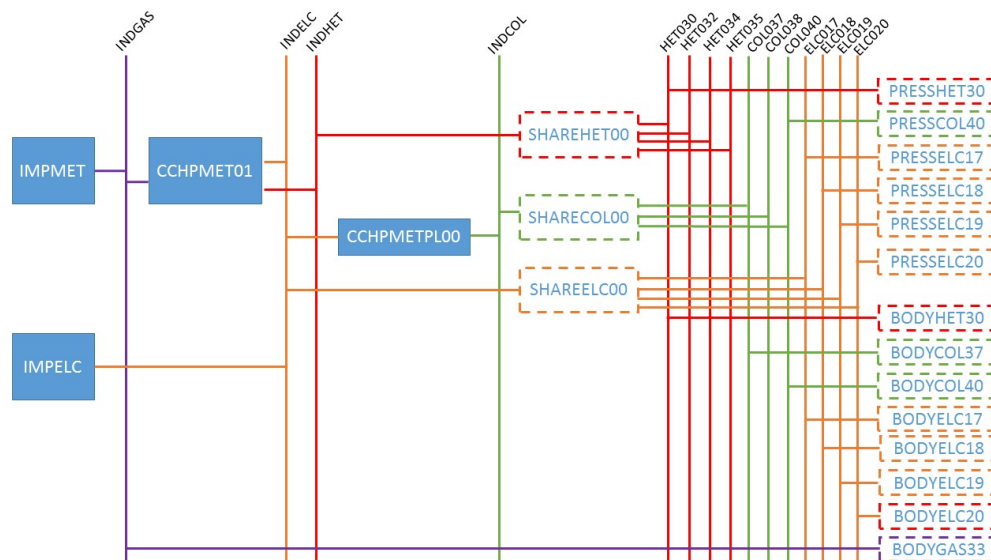 INDGAS
INDELC
INDHET
INDCOL
HET030
HET032
HET034
HET035
COL037
COL038
COL040
ELC017
ELC018
ELC019
ELC020
IMPMET
CCHPMET01
SHAREHET00
PRESSHET30
PRESSCOL40
PRESSELC17
PRESSELC18
CCHPMETPL00
SHARECOL00
PRESSELC19
PRESSELC20
SHAREELC00
BODYHET30
IMPELC
BODYCOL37
BODYCOL40
BODYELC17
BODYELC18
BODYELC19
BODYELC20
BODYGAS33